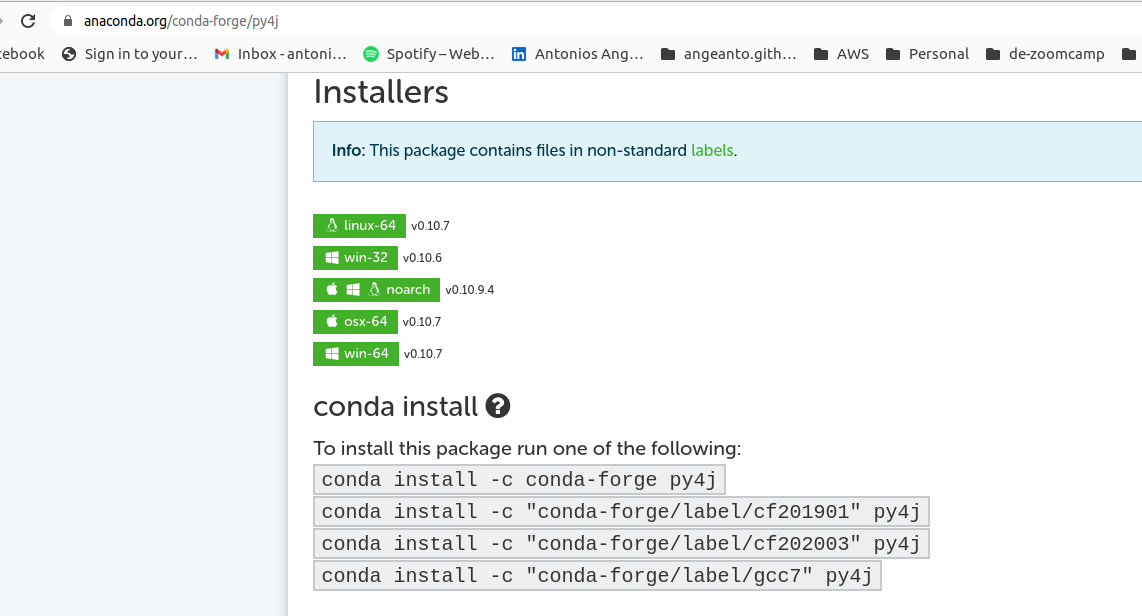 anaconda.org/conda-forge/py4j
cebook Sign in to your… Inbox - antoni… Spotify – Web… Antonios Ang… angeanto.gith… AWS Personal de-zoomcamp
Installers
Info: This package contains files in non-standard labels.
linux-64 v0.10.7
win-32 v0.10.6
noarch v0.10.9.4
osx-64 v0.10.7
win-64 v0.10.7
conda install ?
To install this package run one of the following:
conda install -c conda-forge py4j
conda install -c "conda-forge/label/cf201901" py4j
conda install -c "conda-forge/label/cf202003" py4j
conda install -c "conda-forge/label/gcc7" py4j